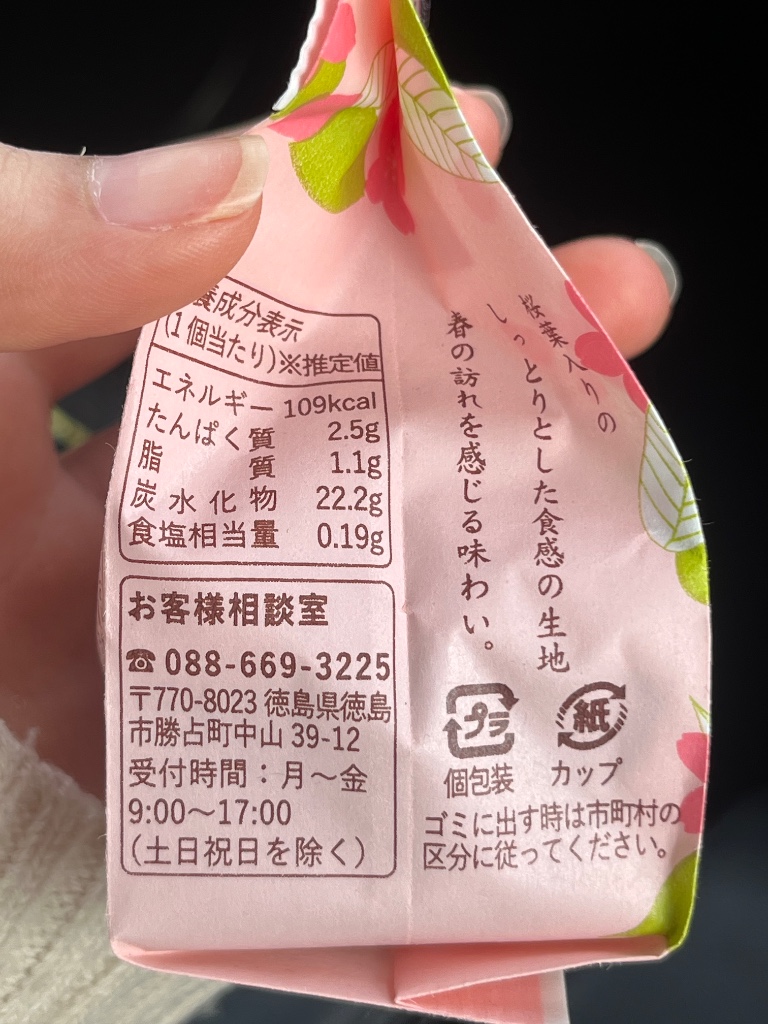 養成分表示
(1個当たり)※推定値
エネルギー 109kcal
たんぱく質 2.5g
脂質 1.1g
炭水化物 22.2g
食塩相当量 0.19g
お客様相談室
☎088-669-3225
〒770-8023 徳島県徳島
市勝占町中山 39-12
受付時間：月～金
9:00～17:00
(土日祝日を除く)
桜葉入りの
しっとりとした食感の生地
春の訪れを感じる味わい。
プラ
個包装
紙
カップ
ゴミに出す時は市町村の
区分に従ってください。